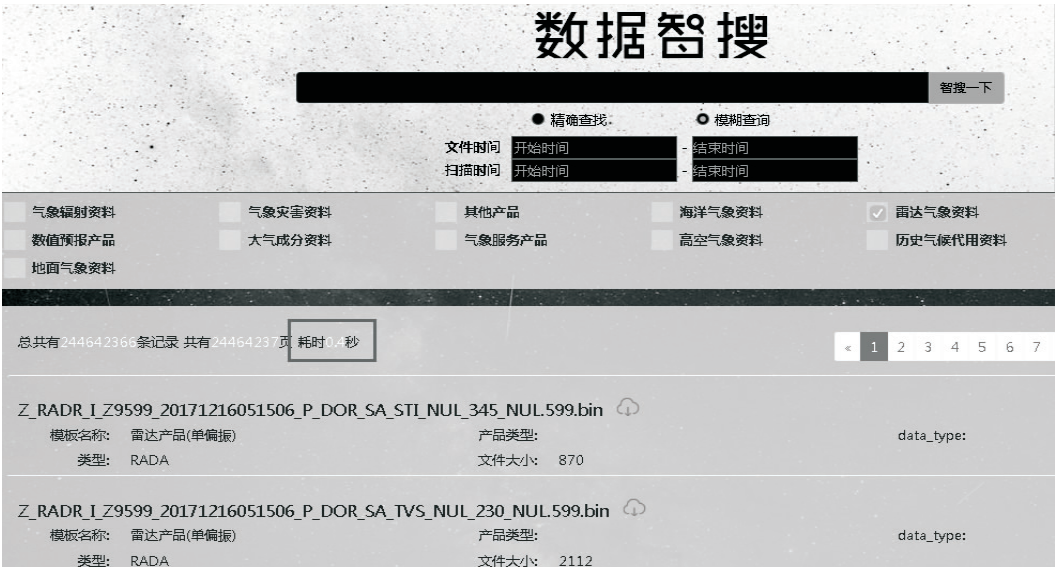 数据智搜
智搜一下
精确查找. 模糊查询
文件时间 开始时间 - 结束时间
扫描时间 开始时间 - 结束时间
气象辐射资料 气象灾害资料 其他产品 海洋气象资料 雷达气象资料
数值预报产品 大气成分资料 气象服务产品 高空气象资料 历史气候代用资料
地面气象资料
总共有244642366条记录 共有24464237页 耗时0.4秒
« 1 2 3 4 5 6 7
Z_RADR_I_Z9599_20171216051506_P_DOR_SA_STI_NUL_345_NUL.599.bin
模板名称: 雷达产品(单偏振) 产品类型: data_type:
类型: RADA 文件大小: 870
Z_RADR_I_Z9599_20171216051506_P_DOR_SA_TVS_NUL_230_NUL.599.bin
模板名称: 雷达产品(单偏振) 产品类型: data_type:
类型: RADA 文件大小: 2112